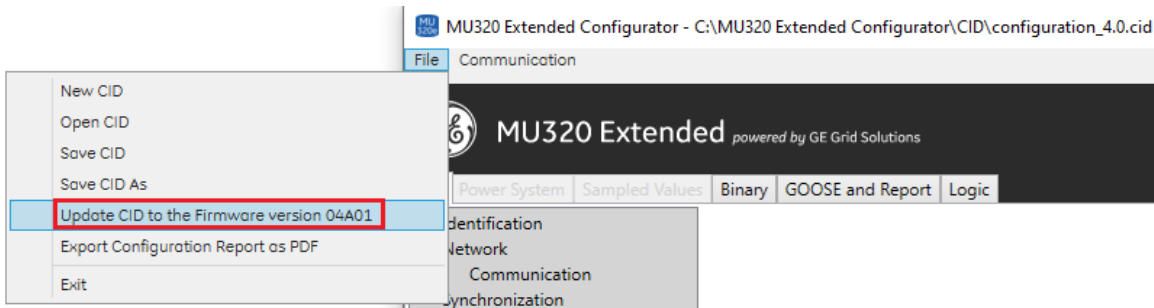 MU320 Extended Configurator - C:\MU320 Extended Configurator\CID\configuration_4.0.cid
File Communication
New CID
Open CID
Save CID
Save CID As
Update CID to the Firmware version 04A01
Export Configuration Report as PDF
Exit
MU320 Extended powered by GE Grid Solutions
Power System Sampled Values Binary GOOSE and Report Logic
dentification
Network
Communication
ynchronization